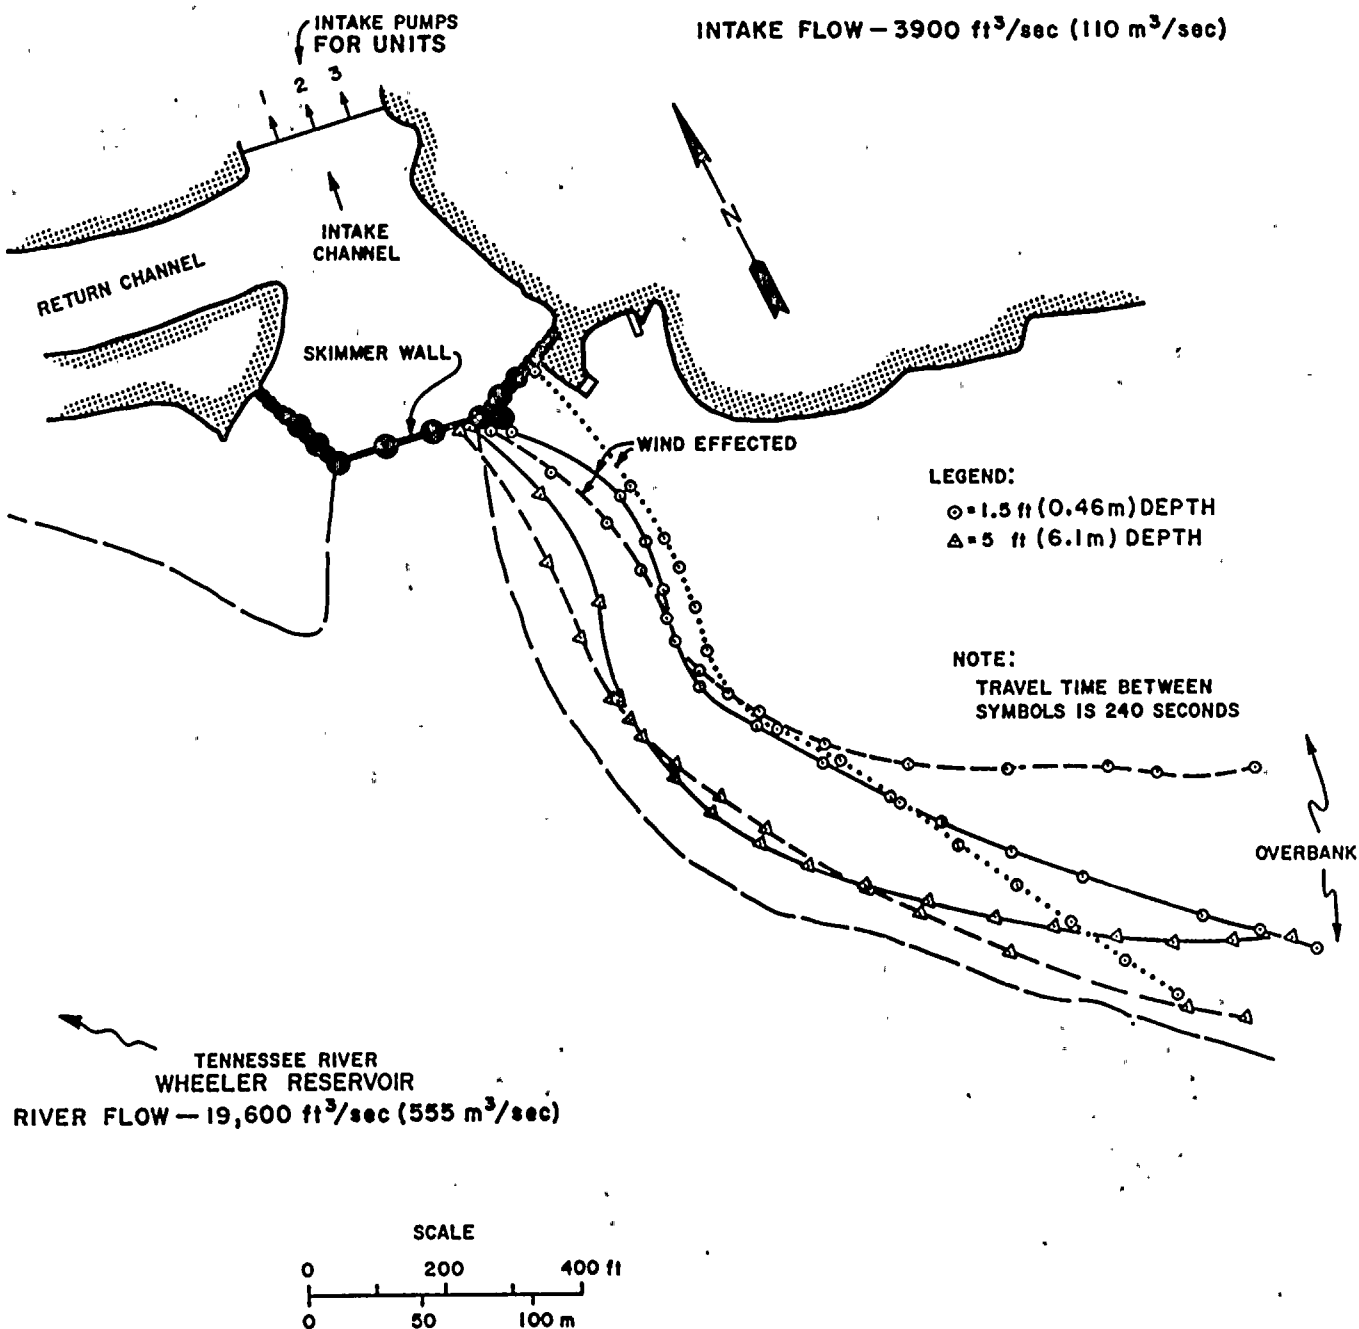 INTAKE PUMPS
FOR UNITS
INTAKE FLOW — 3900 ft³/sec (110 m³/sec)
1 2 3
N
INTAKE
CHANNEL
RETURN CHANNEL
SKIMMER WALL
WIND EFFECTED
LEGEND:
⊙ = 1.5 ft (0.46m) DEPTH
△ = 5 ft (6.1m) DEPTH
NOTE:
TRAVEL TIME BETWEEN
SYMBOLS IS 240 SECONDS
OVERBANK
TENNESSEE RIVER
WHEELER RESERVOIR
RIVER FLOW — 19,600 ft³/sec (555 m³/sec)
SCALE
0 200 400 ft
0 50 100 m